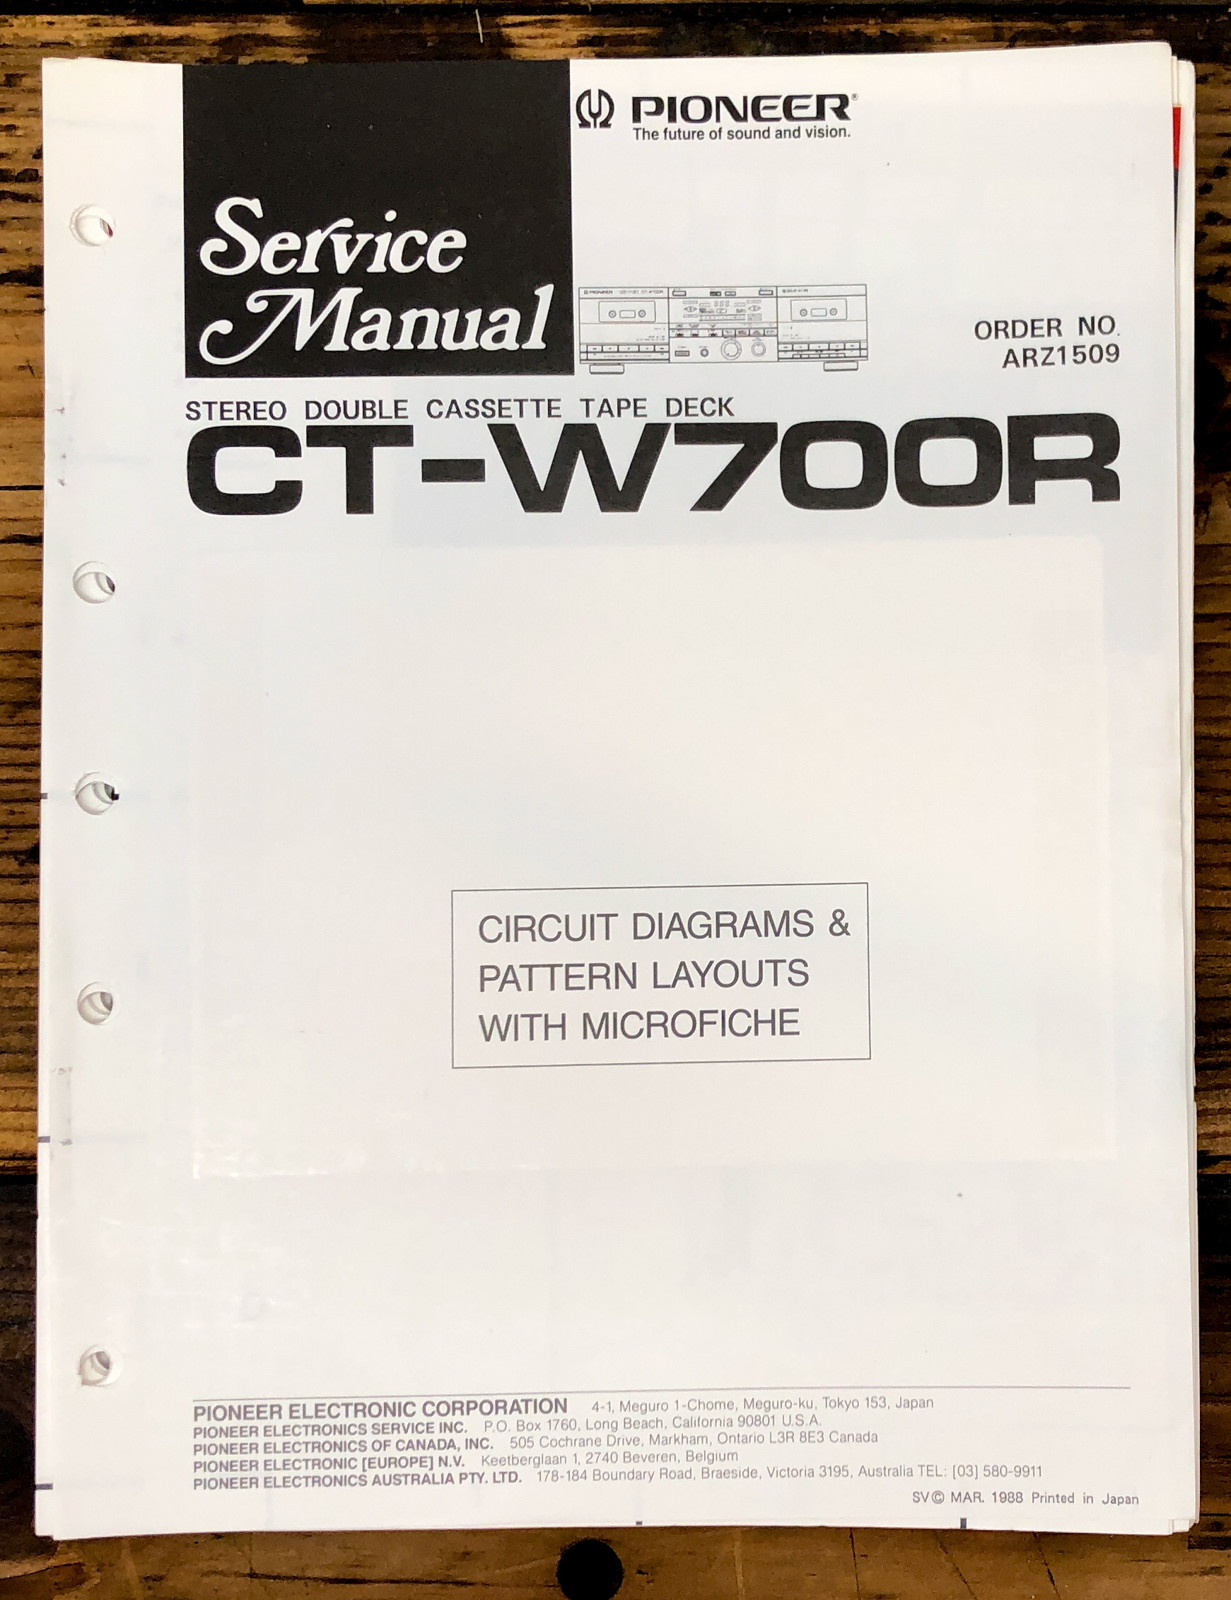 PIONEER®
The future of sound and vision.
Service
Manual
ORDER NO.
ARZ1509
STEREO DOUBLE CASSETTE TAPE DECK
CT-W700R
CIRCUIT DIAGRAMS &
PATTERN LAYOUTS
WITH MICROFICHE
PIONEER ELECTRONIC CORPORATION 4-1, Meguro 1-Chome, Meguro-ku, Tokyo 153, Japan
PIONEER ELECTRONICS SERVICE INC. P.O. Box 1760, Long Beach, California 90801 U.S.A.
PIONEER ELECTRONICS OF CANADA, INC. 505 Cochrane Drive, Markham, Ontario L3R 8E3 Canada
PIONEER ELECTRONIC [EUROPE] N.V. Keetberglaan 1, 2740 Beveren, Belgium
PIONEER ELECTRONICS AUSTRALIA PTY. LTD. 178-184 Boundary Road, Braeside, Victoria 3195, Australia TEL: [03] 580-9911
SV © MAR. 1988 Printed in Japan